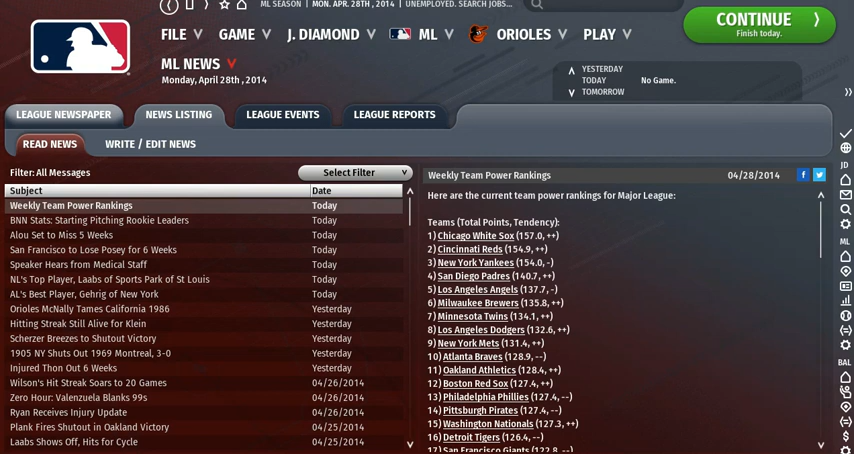 ML SEASON | MON. APR. 28TH , 2014 | UNEMPLOYED. SEARCH JOBS...
CONTINUE
Finish today.
FILE GAME J. DIAMOND ML ORIOLES PLAY
ML NEWS
Monday, April 28th , 2014
YESTERDAY
TODAY No Game.
TOMORROW
LEAGUE NEWSPAPER NEWS LISTING LEAGUE EVENTS LEAGUE REPORTS
READ NEWS WRITE / EDIT NEWS
Filter: All Messages Select Filter
Subject Date
Weekly Team Power Rankings Today
BNN Stats: Starting Pitching Rookie Leaders Today
Alou Set to Miss 5 Weeks Today
San Francisco to Lose Posey for 6 Weeks Today
Speaker Hears from Medical Staff Today
NL's Top Player, Laabs of Sports Park of St Louis Today
AL's Best Player, Gehrig of New York Today
Orioles McNally Tames California 1986 Yesterday
Hitting Streak Still Alive for Klein Yesterday
Scherzer Breezes to Shutout Victory Yesterday
1905 NY Shuts Out 1969 Montreal, 3-0 Yesterday
Injured Thon Out 6 Weeks Yesterday
Wilson's Hit Streak Soars to 20 Games 04/26/2014
Zero Hour: Valenzuela Blanks 99s 04/26/2014
Ryan Receives Injury Update 04/26/2014
Plank Fires Shutout in Oakland Victory 04/25/2014
Laabs Shows Off, Hits for Cycle 04/25/2014
Weekly Team Power Rankings 04/28/2014
Here are the current team power rankings for Major League:
Teams (Total Points, Tendency):
1) Chicago White Sox (157.0, ++)
2) Cincinnati Reds (154.9, ++)
3) New York Yankees (154.0, -)
4) San Diego Padres (140.7, ++)
5) Los Angeles Angels (137.7, -)
6) Milwaukee Brewers (135.8, ++)
7) Minnesota Twins (134.1, ++)
8) Los Angeles Dodgers (132.6, ++)
9) New York Mets (131.4, ++)
10) Atlanta Braves (128.9, --)
11) Oakland Athletics (128.4, ++)
12) Boston Red Sox (127.4, ++)
13) Philadelphia Phillies (127.4, --)
14) Pittsburgh Pirates (127.4, --)
15) Washington Nationals (127.3, ++)
16) Detroit Tigers (126.4, --)
17) San Francisco Giants (122.8, --)
JD
ML
BAL